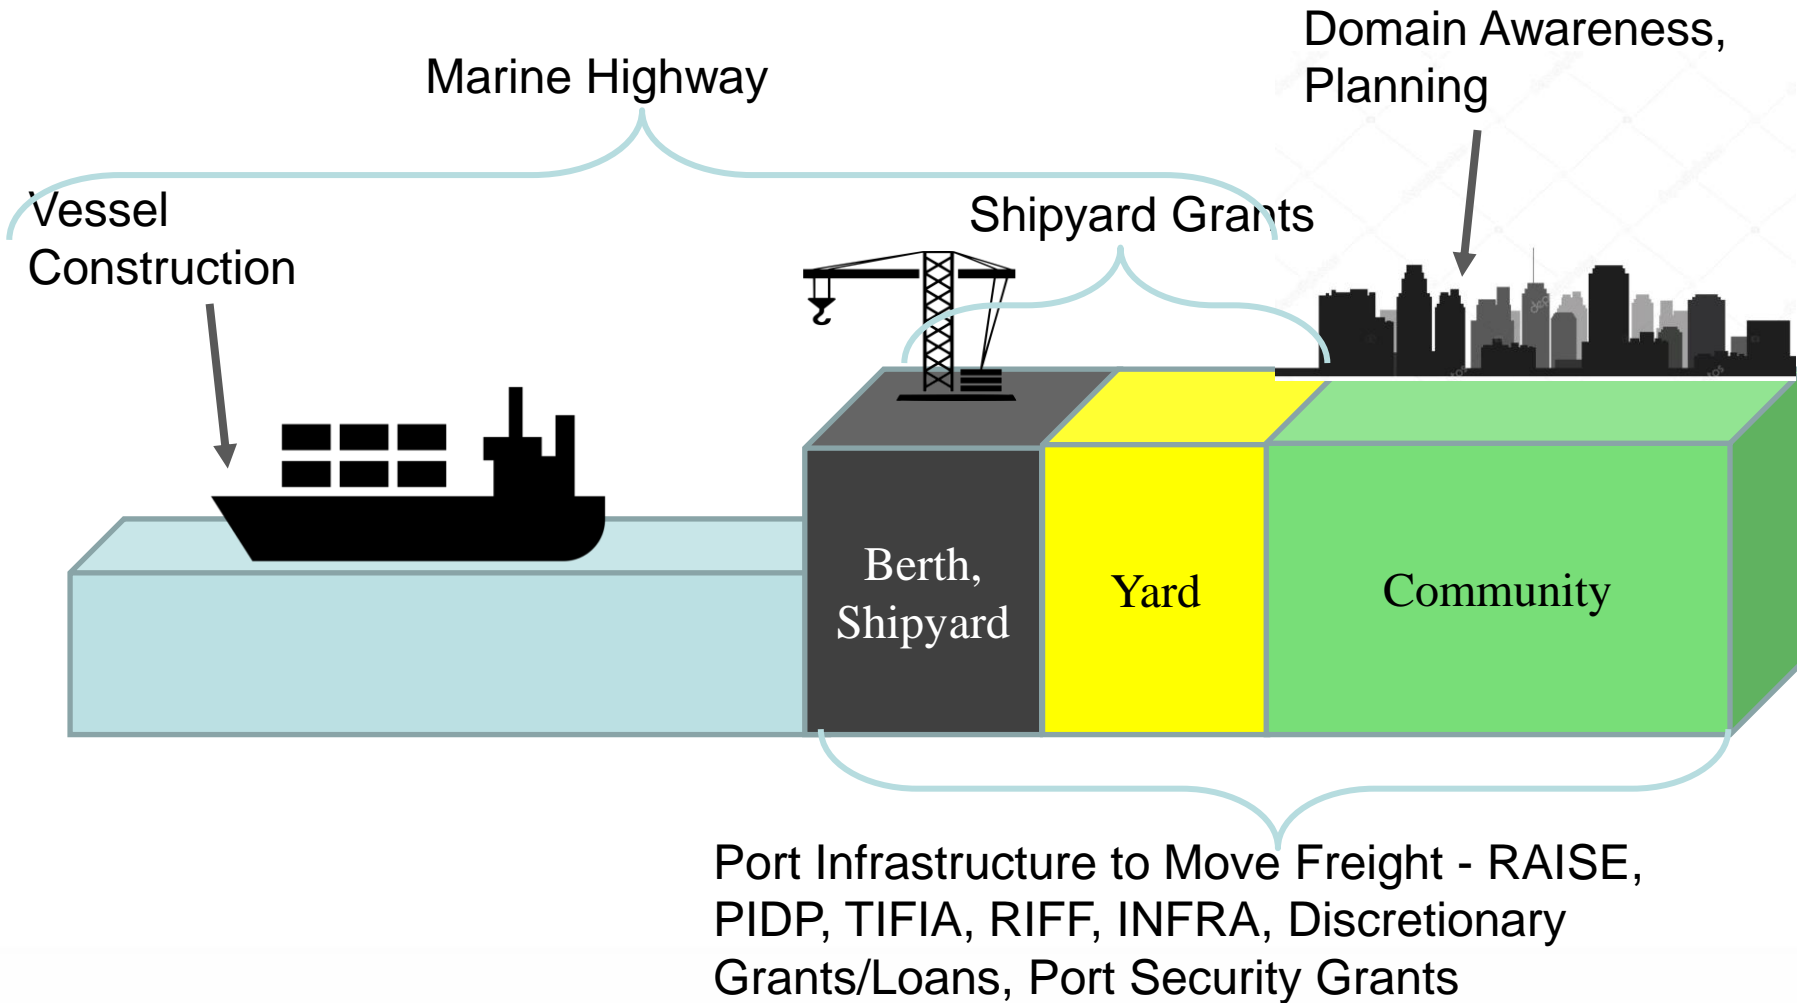 Domain Awareness,
Planning
Marine Highway
Vessel
Construction
Shipyard Grants
Berth,
Shipyard
Yard
Community
Port Infrastructure to Move Freight - RAISE,
PIDP, TIFIA, RIFF, INFRA, Discretionary
Grants/Loans, Port Security Grants